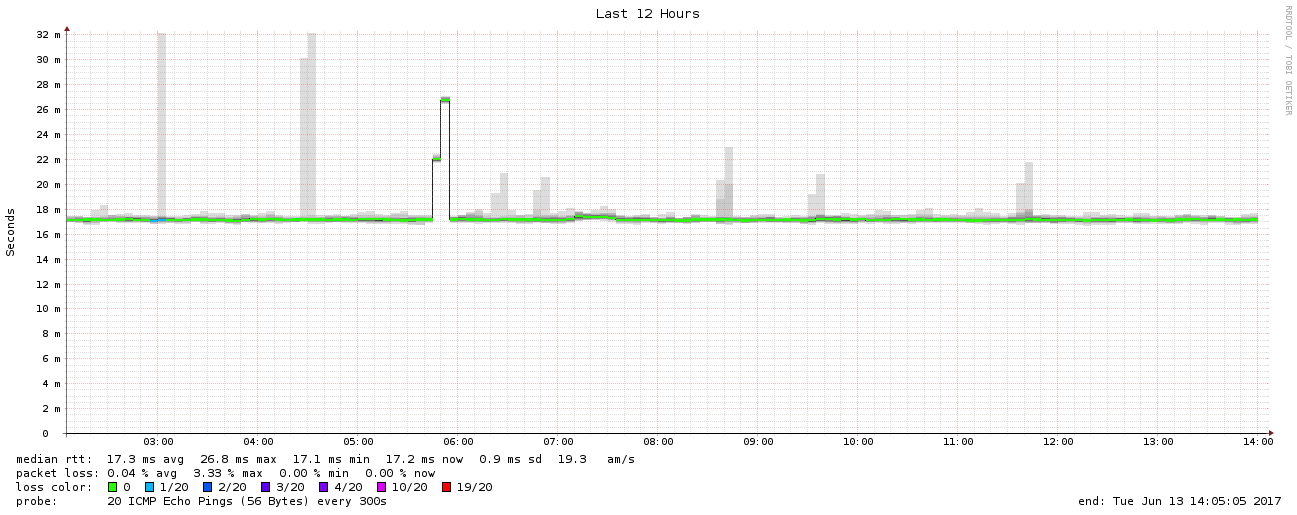 Last 12 Hours
RRDTOOL / TOBI OETIKER
Seconds
32 m
30 m
28 m
26 m
24 m
22 m
20 m
18 m
16 m
14 m
12 m
10 m
8 m
6 m
4 m
2 m
0
03:00 04:00 05:00 06:00 07:00 08:00 09:00 10:00 11:00 12:00 13:00 14:00
median rtt: 17.3 ms avg 26.8 ms max 17.1 ms min 17.2 ms now 0.9 ms sd 19.3 am/s
packet loss: 0.04 % avg 3.33 % max 0.00 % min 0.00 % now
loss color: 0 1/20 2/20 3/20 4/20 10/20 19/20
probe: 20 ICMP Echo Pings (56 Bytes) every 300s end: Tue Jun 13 14:05:05 2017